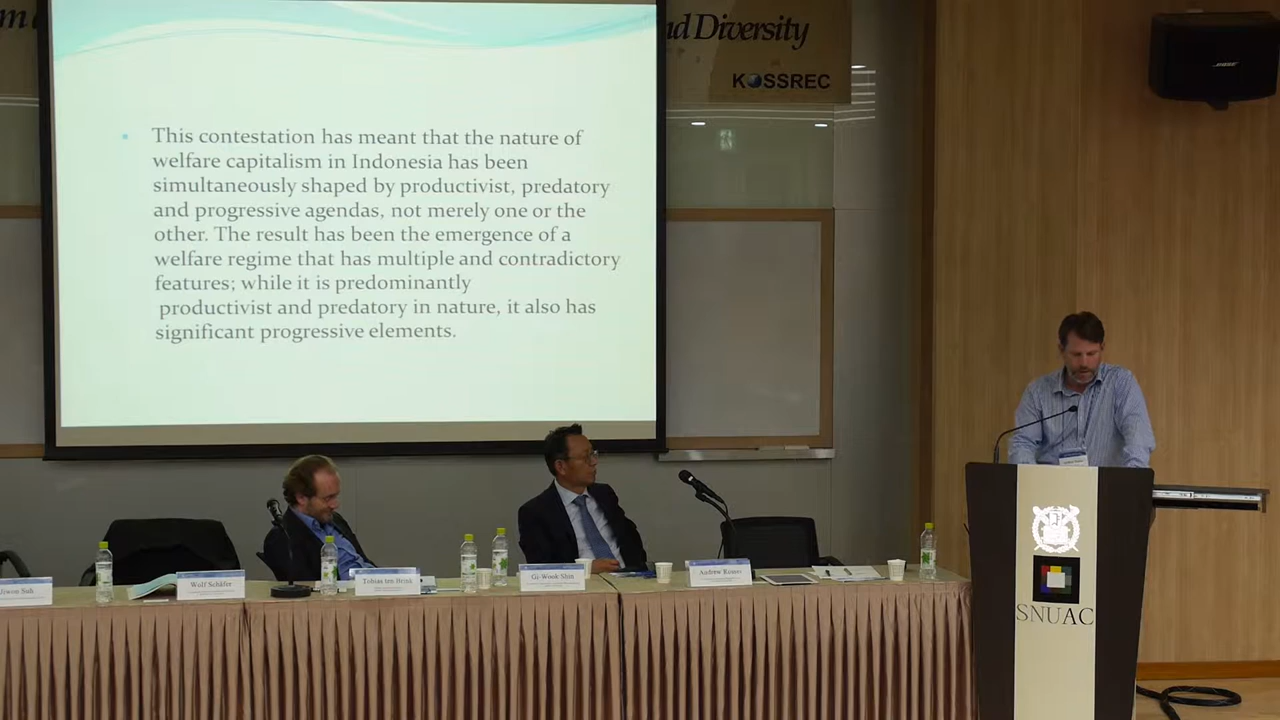 nd Diversity
KOSSREC
BOSE
This contestation has meant that the nature of
welfare capitalism in Indonesia has been
simultaneously shaped by productivist, predatory
and progressive agendas, not merely one or the
other. The result has been the emergence of a
welfare regime that has multiple and contradictory
features; while it is predominantly
productivist and predatory in nature, it also has
significant progressive elements.
Jiwon Suh
Wolf Schäfer
Tobias ten Brink
Gi-Wook Shin
Andrew Rosser
SNUAC